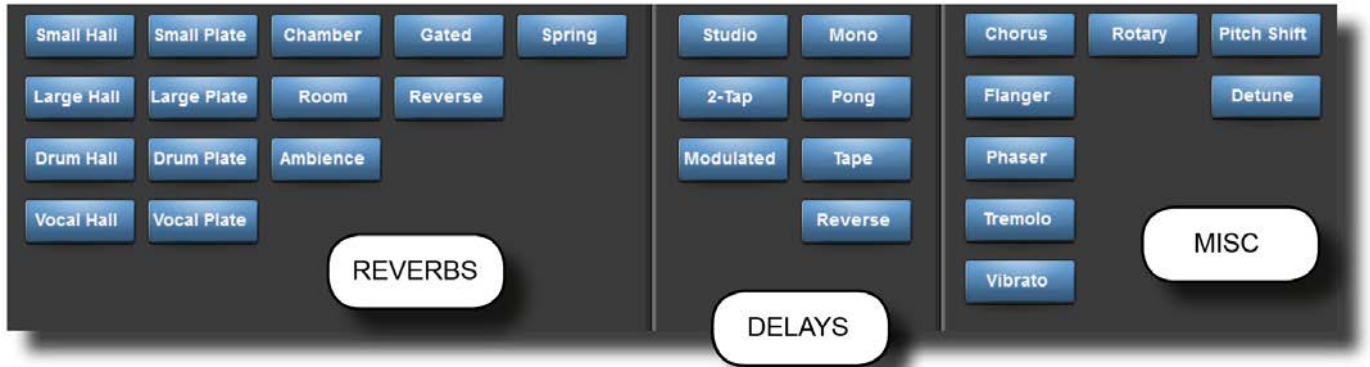 Small Hall Small Plate Chamber Gated Spring
Large Hall Large Plate Room Reverse
Drum Hall Drum Plate Ambience
Vocal Hall Vocal Plate
REVERBS
Studio Mono
2-Tap Pong
Modulated Tape
Reverse
DELAYS
Chorus Rotary Pitch Shift
Flanger Detune
Phaser
Tremolo
Vibrato
MISC